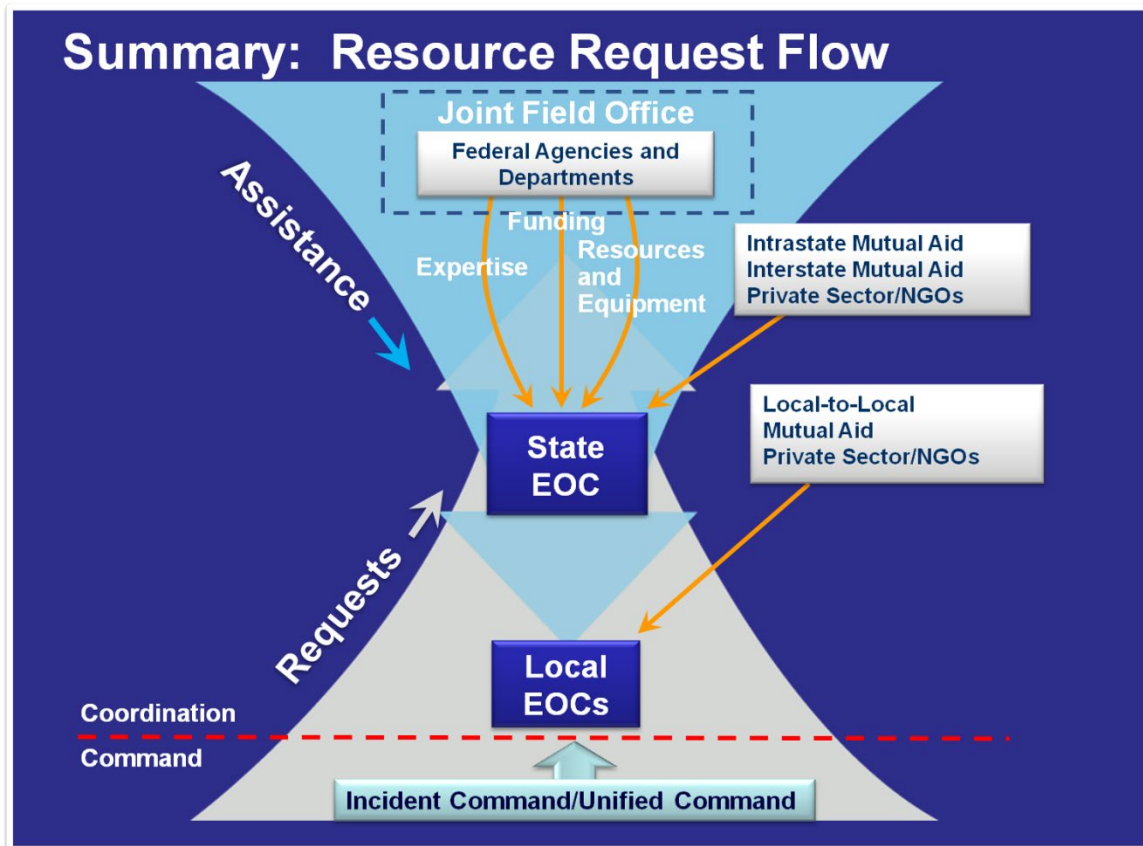 Summary: Resource Request Flow
Joint Field Office
Federal Agencies and
Departments
Assistance
Funding
Expertise
Resources
and
Equipment
Intrastate Mutual Aid
Interstate Mutual Aid
Private Sector/NGOs
State
EOC
Local-to-Local
Mutual Aid
Private Sector/NGOs
Requests
Local
EOCs
Coordination
Command
Incident Command/Unified Command